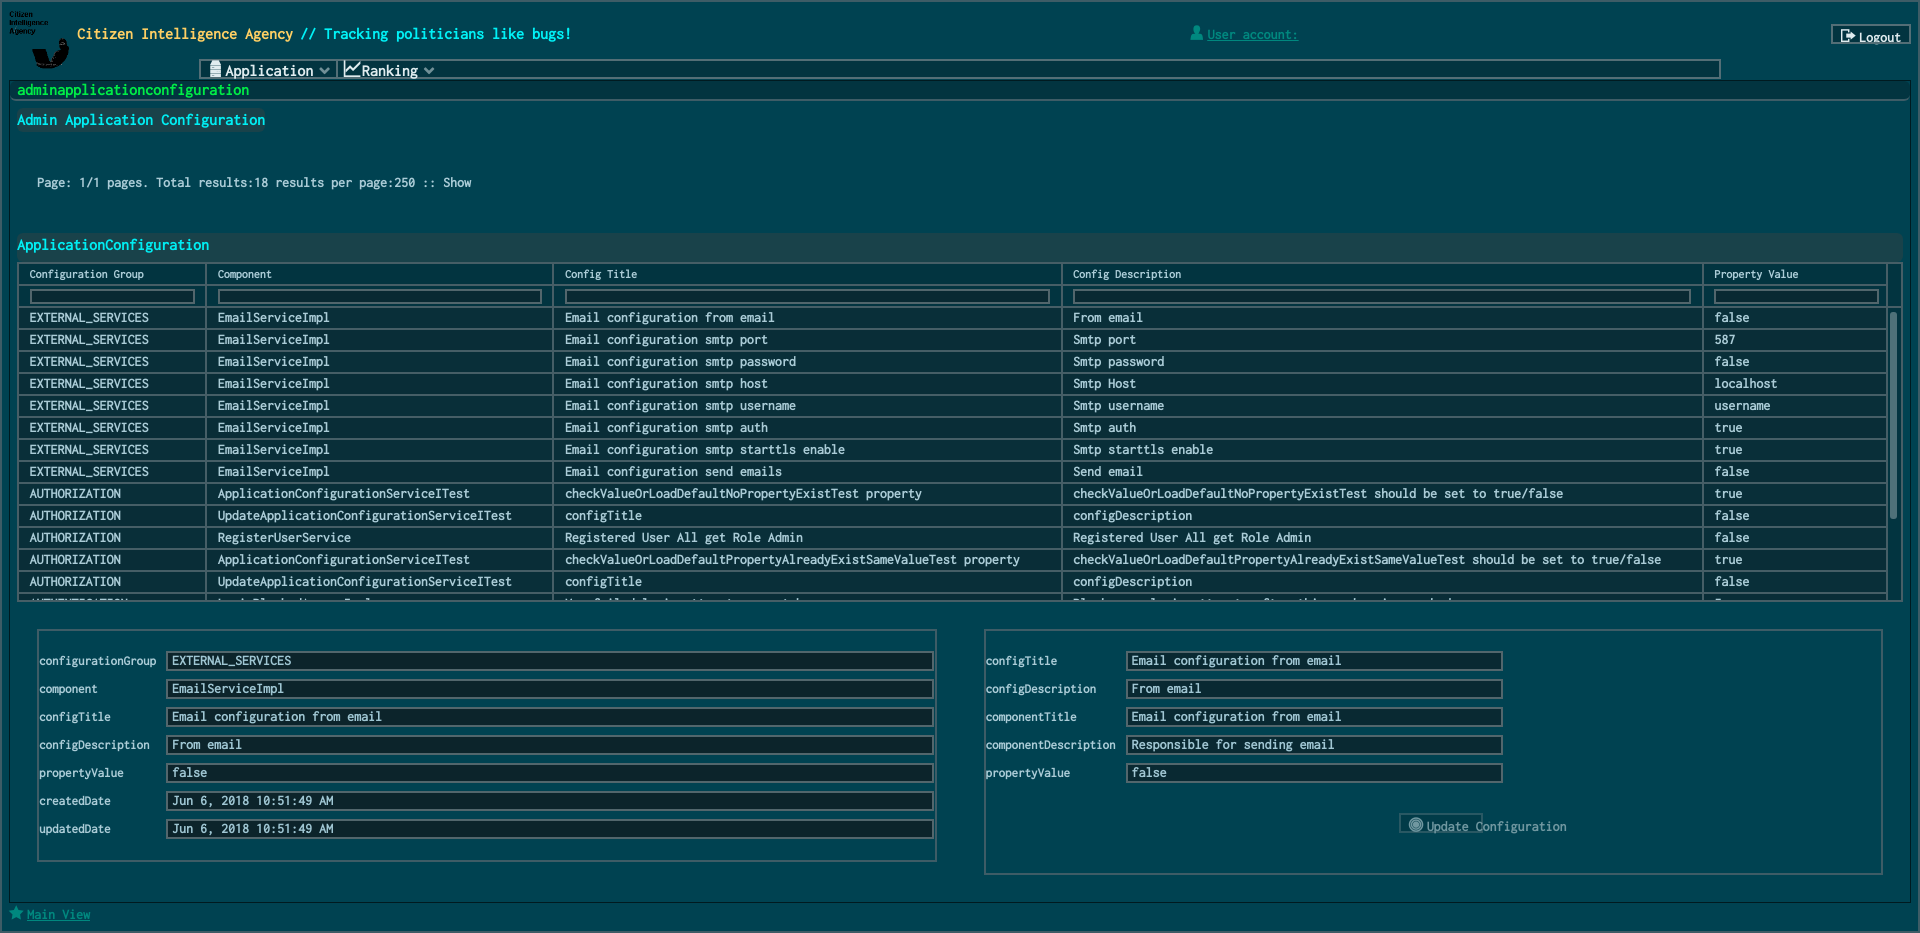 Citizen
Intelligence
Agency
Citizen Intelligence Agency // Tracking politicians like bugs!
User account:
Logout
Application Ranking
adminapplicationconfiguration
Admin Application Configuration
Page: 1/1 pages. Total results:18 results per page:250 :: Show
ApplicationConfiguration
Configuration Group Component Config Title Config Description Property Value
EXTERNAL_SERVICES EmailServiceImpl Email configuration from email From email false
EXTERNAL_SERVICES EmailServiceImpl Email configuration smtp port Smtp port 587
EXTERNAL_SERVICES EmailServiceImpl Email configuration smtp password Smtp password false
EXTERNAL_SERVICES EmailServiceImpl Email configuration smtp host Smtp Host localhost
EXTERNAL_SERVICES EmailServiceImpl Email configuration smtp username Smtp username username
EXTERNAL_SERVICES EmailServiceImpl Email configuration smtp auth Smtp auth true
EXTERNAL_SERVICES EmailServiceImpl Email configuration smtp starttls enable Smtp starttls enable true
EXTERNAL_SERVICES EmailServiceImpl Email configuration send emails Send email false
AUTHORIZATION ApplicationConfigurationServiceITest checkValueOrLoadDefaultNoPropertyExistTest property checkValueOrLoadDefaultNoPropertyExistTest should be set to true/false true
AUTHORIZATION UpdateApplicationConfigurationServiceITest configTitle configDescription false
AUTHORIZATION RegisterUserService Registered User All get Role Admin Registered User All get Role Admin false
AUTHORIZATION ApplicationConfigurationServiceITest checkValueOrLoadDefaultPropertyAlreadyExistSameValueTest property checkValueOrLoadDefaultPropertyAlreadyExistSameValueTest should be set to true/false true
AUTHORIZATION UpdateApplicationConfigurationServiceITest configTitle configDescription false
configurationGroup EXTERNAL_SERVICES
component EmailServiceImpl
configTitle Email configuration from email
configDescription From email
propertyValue false
createdDate Jun 6, 2018 10:51:49 AM
updatedDate Jun 6, 2018 10:51:49 AM
configTitle Email configuration from email
configDescription From email
componentTitle Email configuration from email
componentDescription Responsible for sending email
propertyValue false
Update Configuration
Main View